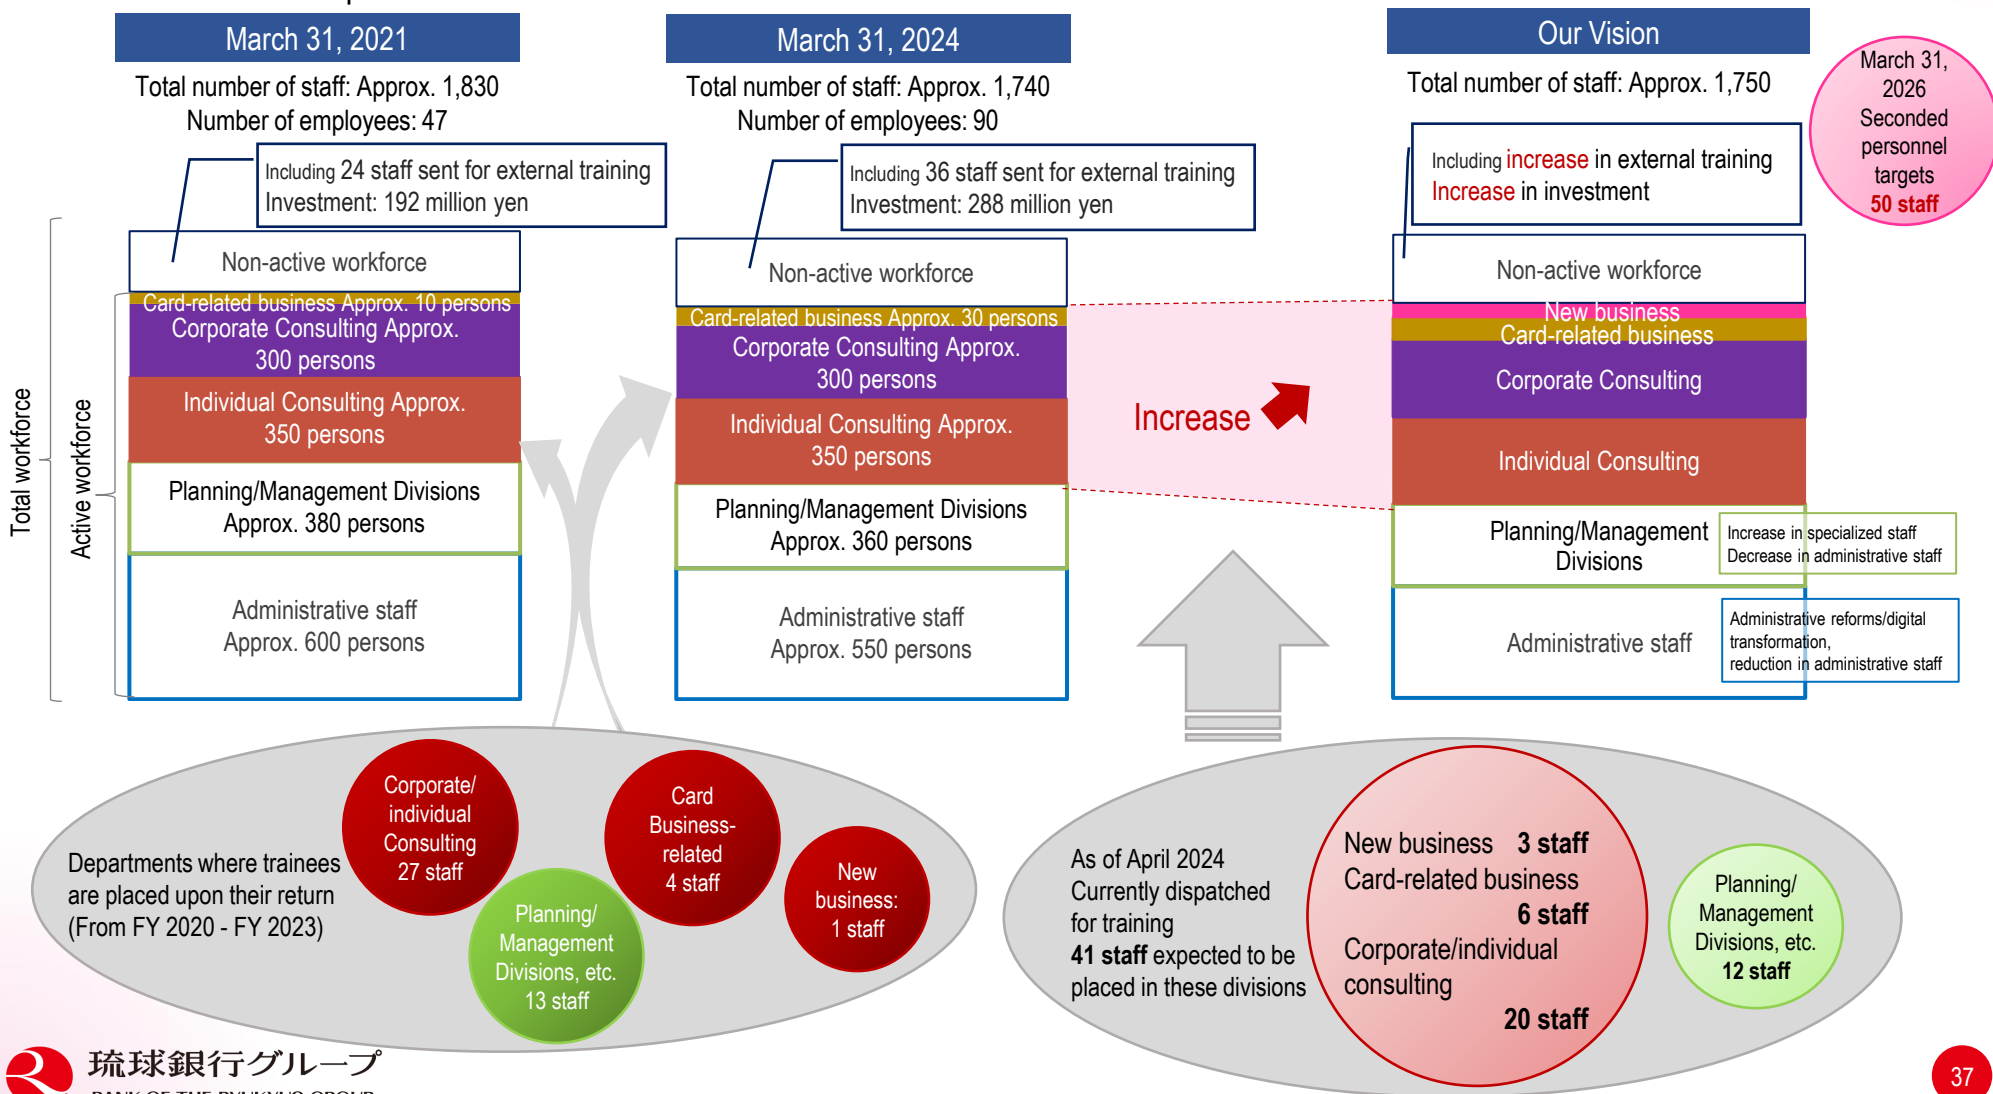 March 31, 2021
Total number of staff: Approx. 1,830
Number of employees: 47
Including 24 staff sent for external training
Investment: 192 million yen
Total workforce
Active workforce
Non-active workforce
Card-related business Approx. 10 persons
Corporate Consulting Approx.
300 persons
Individual Consulting Approx.
350 persons
Planning/Management Divisions
Approx. 380 persons
Administrative staff
Approx. 600 persons
March 31, 2024
Total number of staff: Approx. 1,740
Number of employees: 90
Including 36 staff sent for external training
Investment: 288 million yen
Non-active workforce
Card-related business Approx. 30 persons
Corporate Consulting Approx.
300 persons
Individual Consulting Approx.
350 persons
Planning/Management Divisions
Approx. 360 persons
Administrative staff
Approx. 550 persons
Increase
Our Vision
Total number of staff: Approx. 1,750
Including increase in external training
Increase in investment
March 31,
2026
Seconded
personnel
targets
50 staff
Non-active workforce
New business
Card-related business
Corporate Consulting
Individual Consulting
Planning/Management
Divisions
Increase in specialized staff
Decrease in administrative staff
Administrative staff
Administrative reforms/digital
transformation,
reduction in administrative staff
Departments where trainees
are placed upon their return
(From FY 2020 - FY 2023)
Corporate/
individual
Consulting
27 staff
Planning/
Management
Divisions, etc.
13 staff
Card
Business-
related
4 staff
New
business:
1 staff
As of April 2024
Currently dispatched
for training
41 staff expected to be
placed in these divisions
New business 3 staff
Card-related business
6 staff
Corporate/individual
consulting
20 staff
Planning/
Management
Divisions, etc.
12 staff
琉球銀行グループ
BANK OF THE RYUKYUS GROUP
37